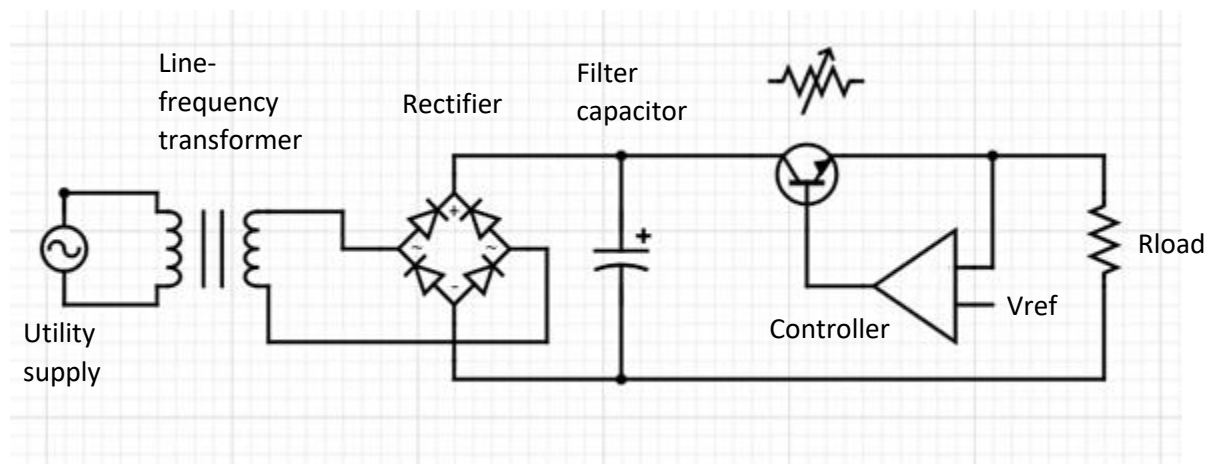 Line-
frequency
transformer
Rectifier
Filter
capacitor
+
~
+
~
-
Rload
Vref
Controller
Utility
supply